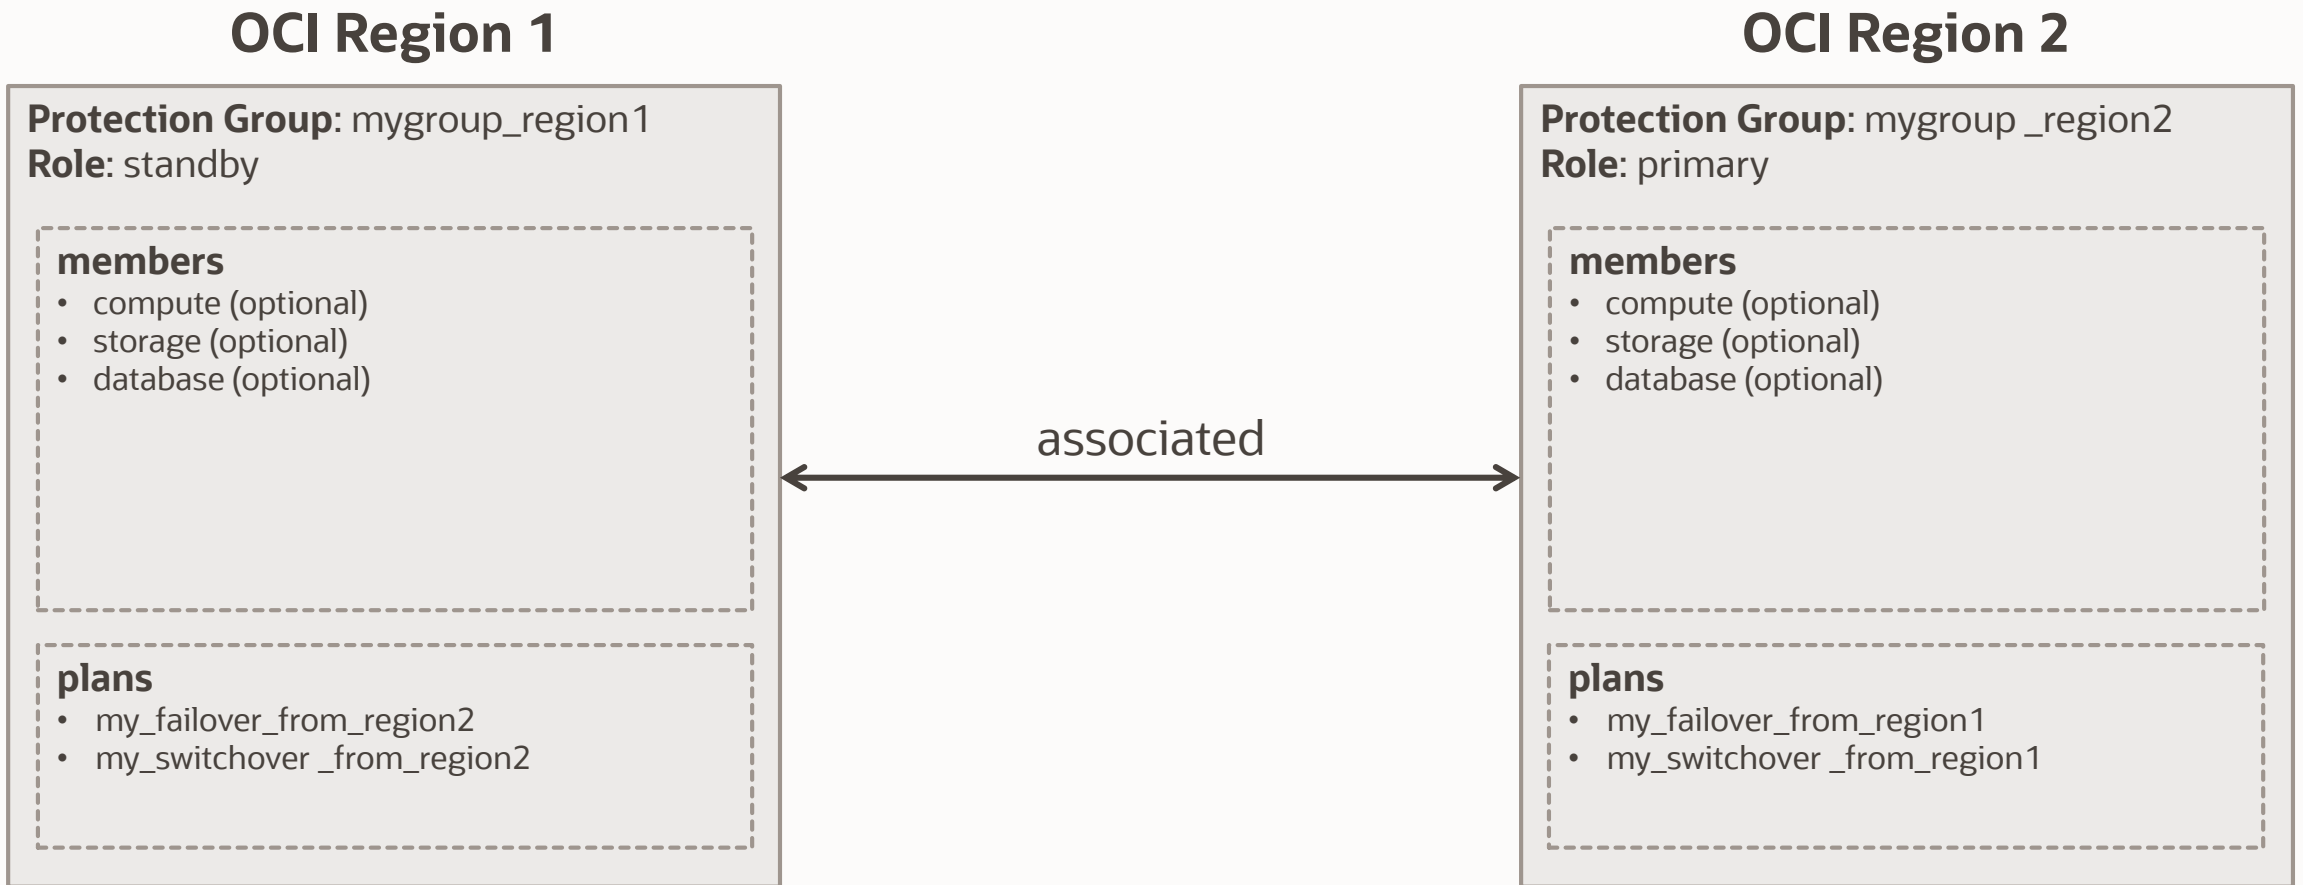 OCI Region 1
Protection Group: mygroup_region1
Role: standby
members
• compute (optional)
• storage (optional)
• database (optional)
plans
• my_failover_from_region2
• my_switchover _from_region2
associated
OCI Region 2
Protection Group: mygroup _region2
Role: primary
members
• compute (optional)
• storage (optional)
• database (optional)
plans
• my_failover_from_region1
• my_switchover _from_region1